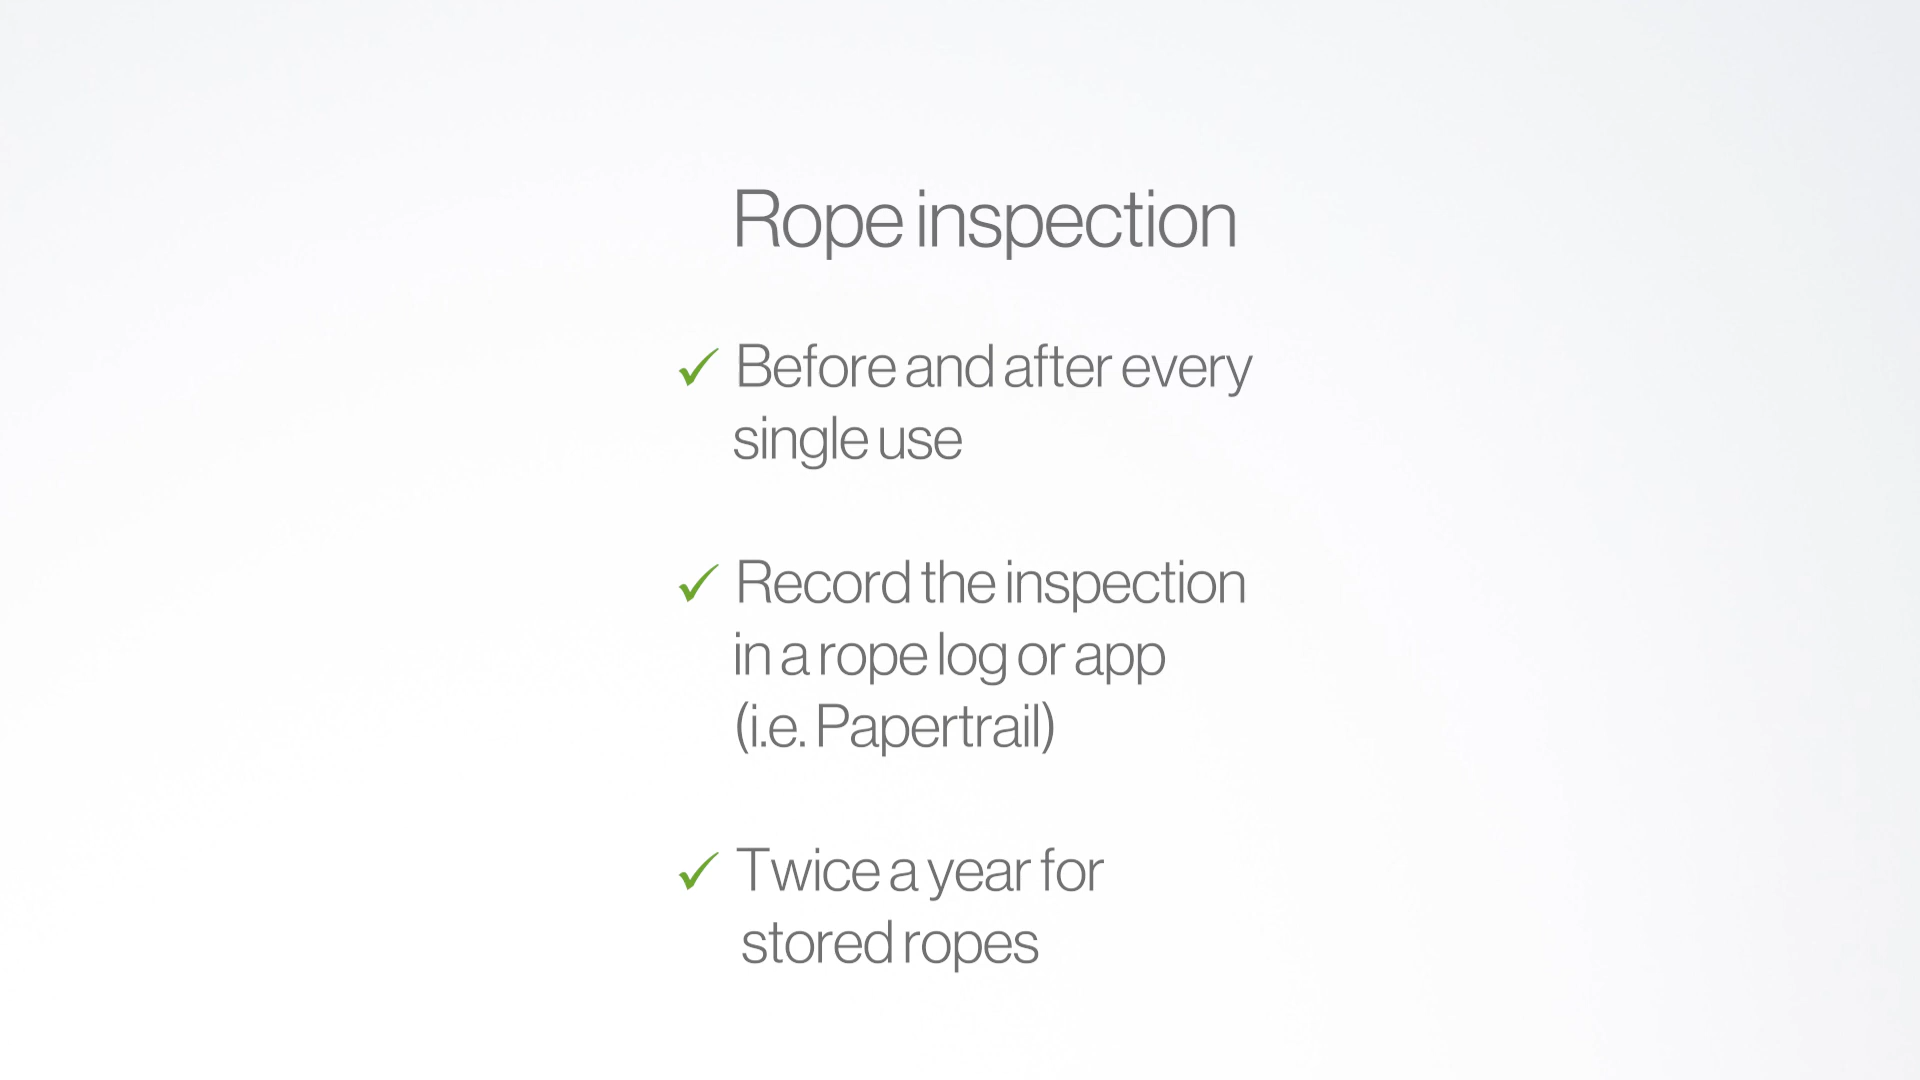 Rope inspection
✓ Before and after every
single use
✓ Record the inspection
in a rope log or app
(i.e. Papertrail)
✓ Twice a year for
stored ropes